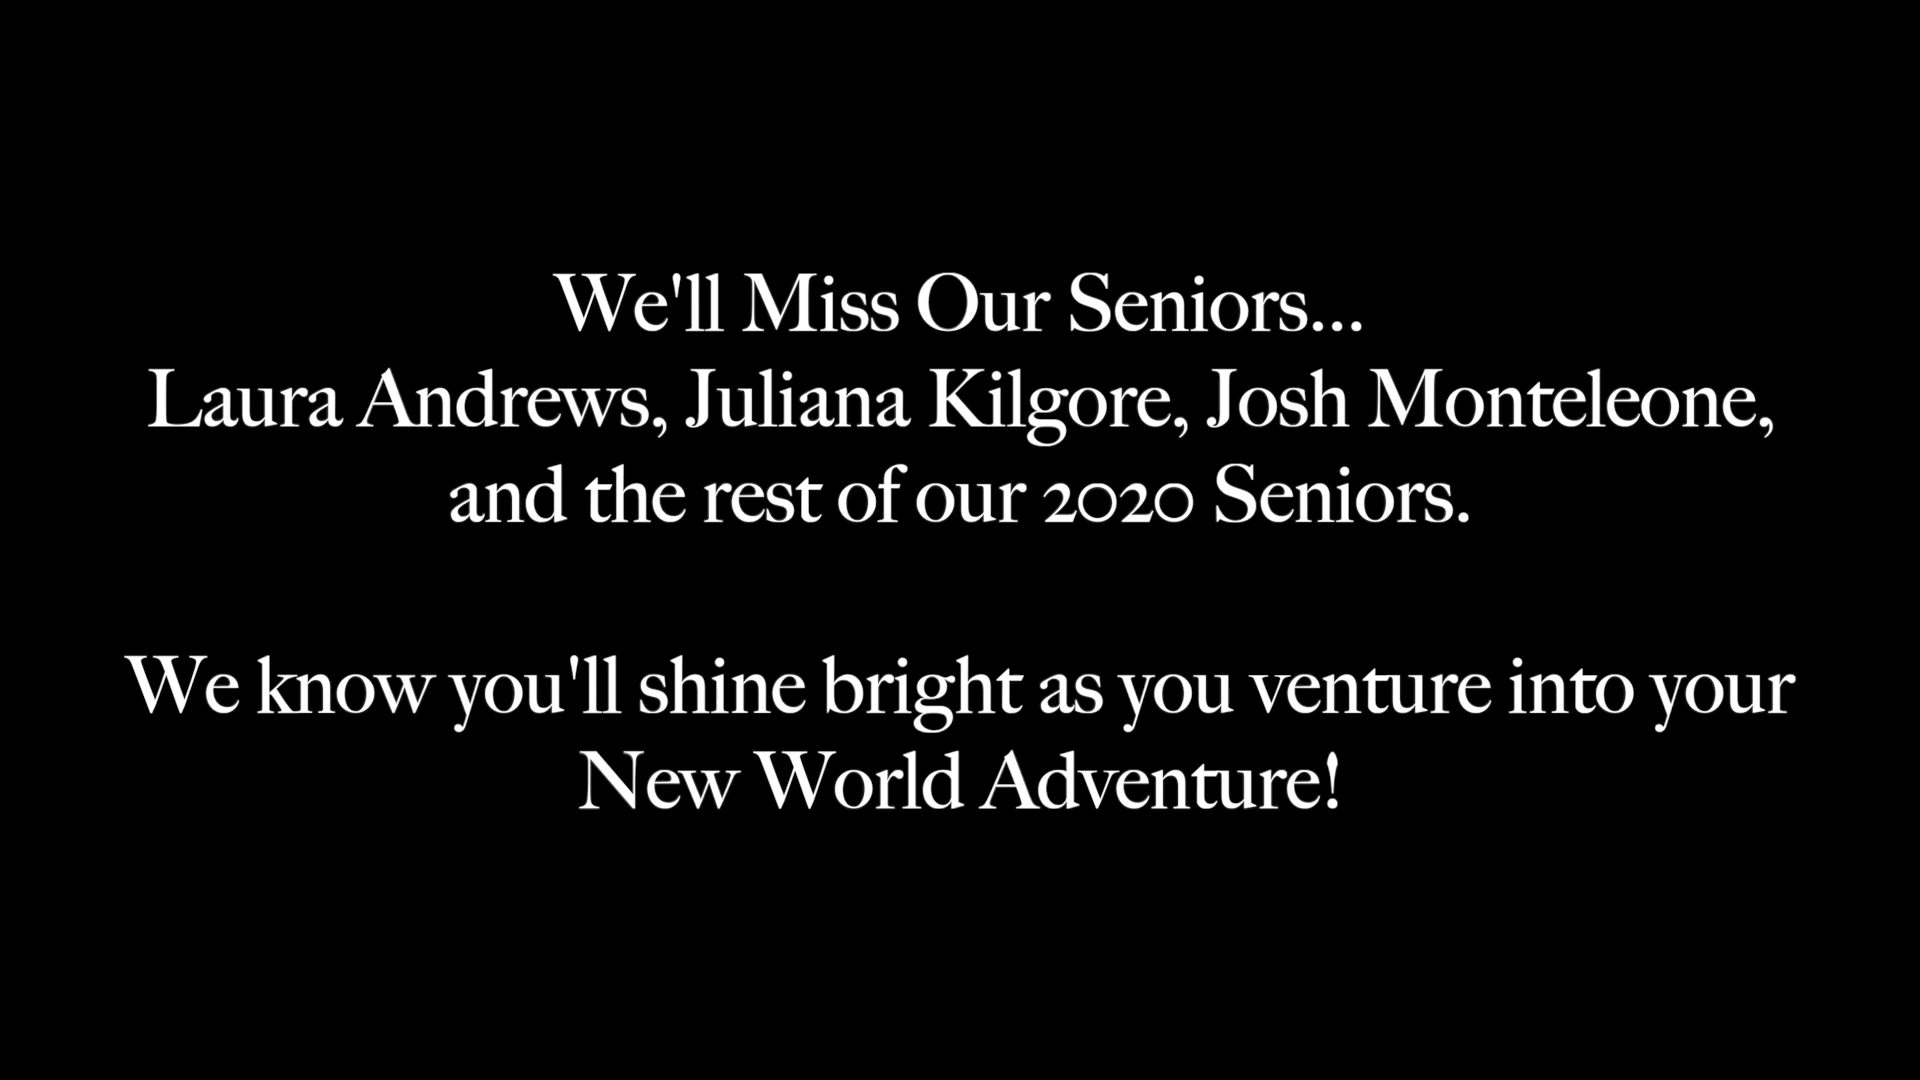 We'll Miss Our Seniors...
Laura Andrews, Juliana Kilgore, Josh Monteleone,
and the rest of our 2020 Seniors.
We know you'll shine bright as you venture into your
New World Adventure!